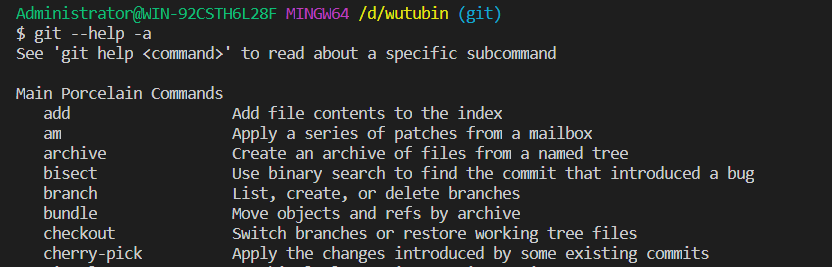 Administrator@WIN-92CSTH6L28F MINGW64 /d/wutubin (git)
$ git --help -a
See 'git help <command>' to read about a specific subcommand
Main Porcelain Commands
add Add file contents to the index
am Apply a series of patches from a mailbox
archive Create an archive of files from a named tree
bisect Use binary search to find the commit that introduced a bug
branch List, create, or delete branches
bundle Move objects and refs by archive
checkout Switch branches or restore working tree files
cherry-pick Apply the changes introduced by some existing commits